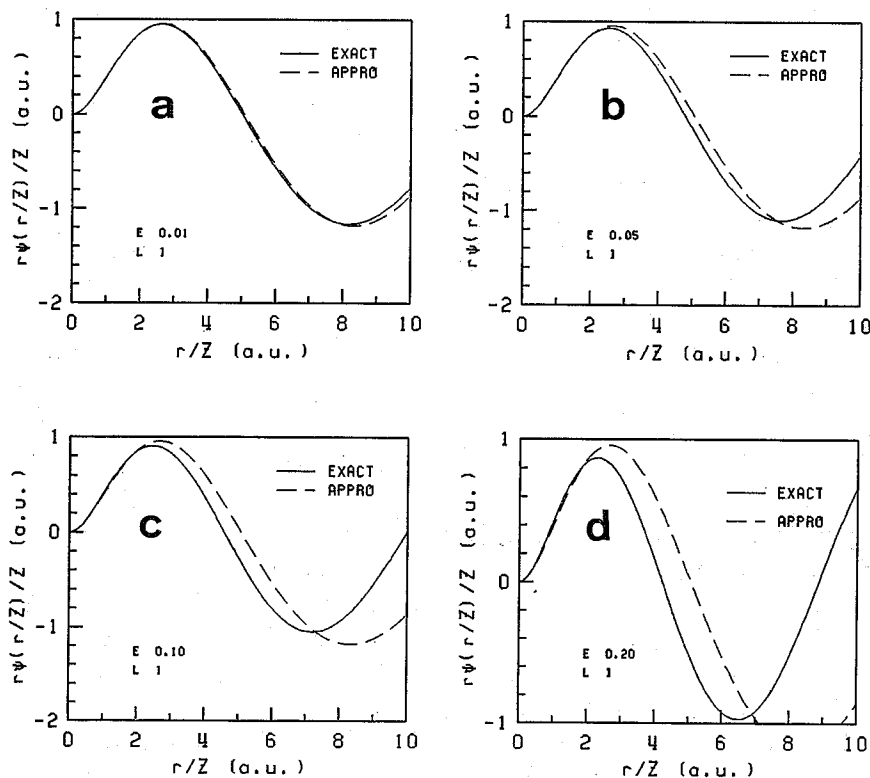 1
0
-1
-2
rψ(r/Z)/Z (a.u.)
EXACT
APPRO
a
E 0.01
L 1
0 2 4 6 8 10
r/Z (a.u.)
1
0
-1
-2
rψ(r/Z)/Z (a.u.)
EXACT
APPRO
b
E 0.05
L 1
0 2 4 6 8 10
r/Z (a.u.)
1
0
-1
-2
rψ(r/Z)/Z (a.u.)
EXACT
APPRO
c
E 0.10
L 1
0 2 4 6 8 10
r/Z (a.u.)
1
0
-1
rψ(r/Z)/Z (a.u.)
EXACT
APPRO
d
E 0.20
L 1
0 2 4 6 8 10
r/Z (a.u.)